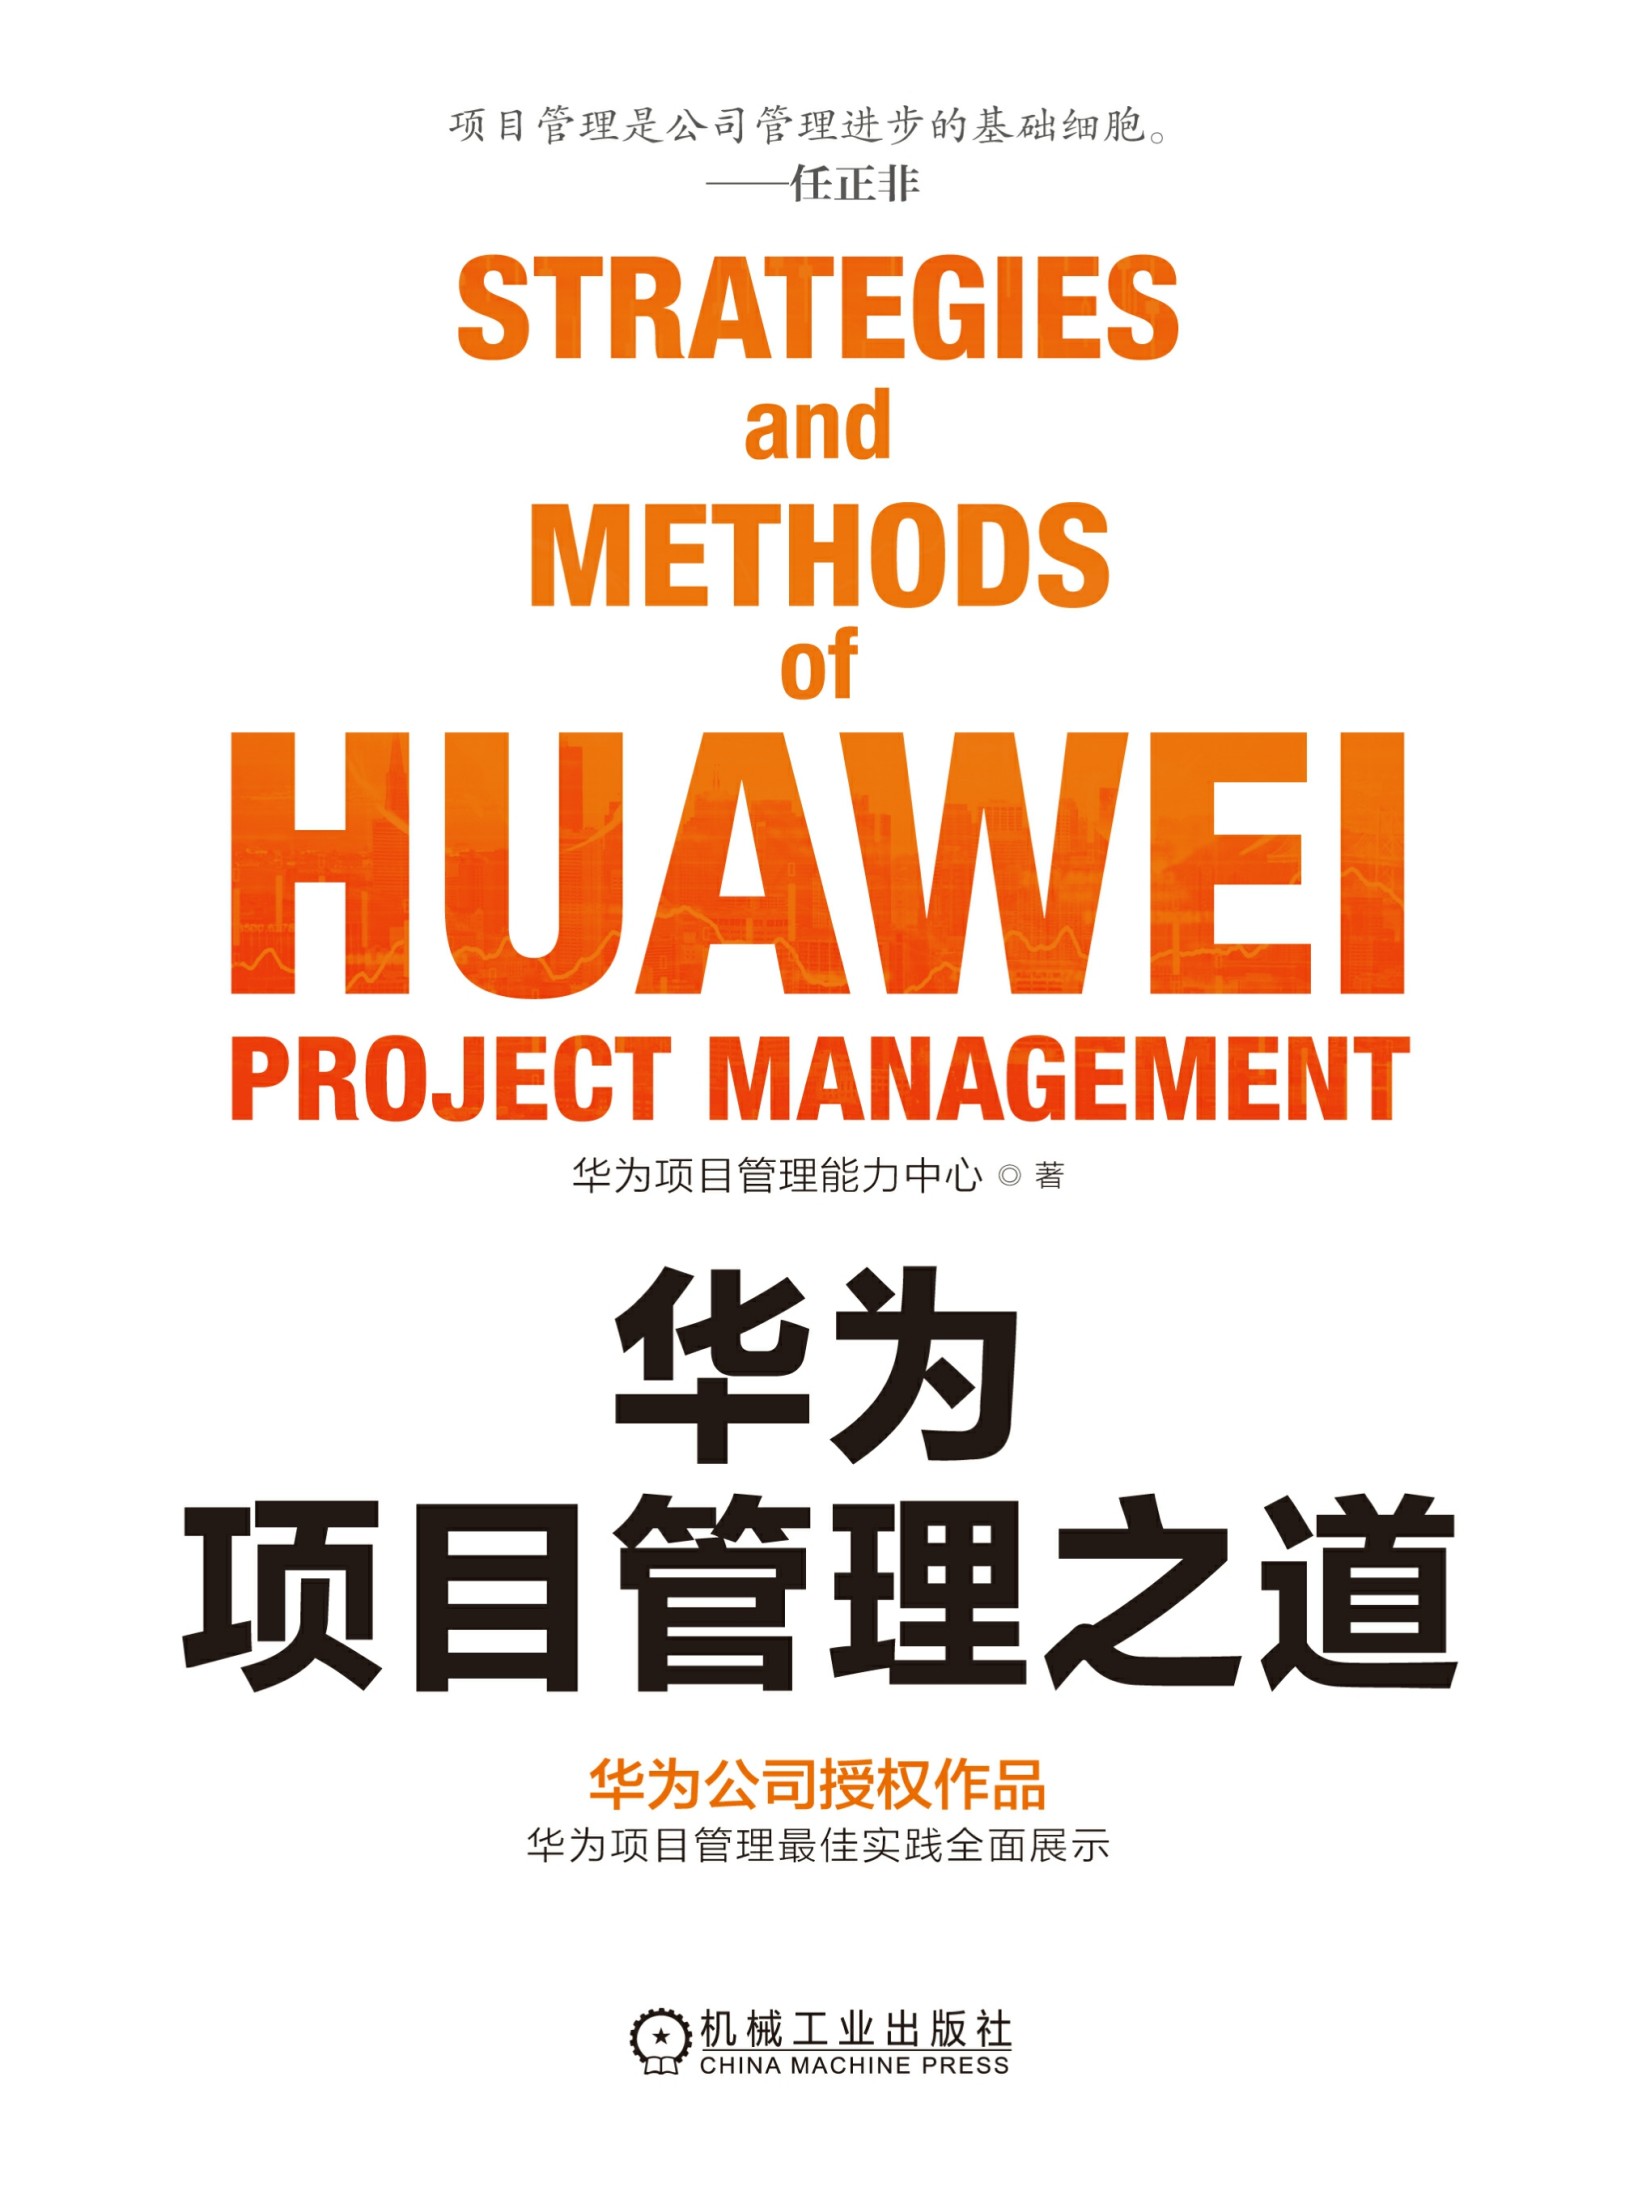 项目管理是公司管理进步的基础细胞。
——任正非
STRATEGIES
and
METHODS
of
HUAWEI
PROJECT MANAGEMENT
华为项目管理能力中心 ◎ 著
华为
项目管理之道
华为公司授权作品
华为项目管理最佳实践全面展示
机械工业出版社
CHINA MACHINE PRESS